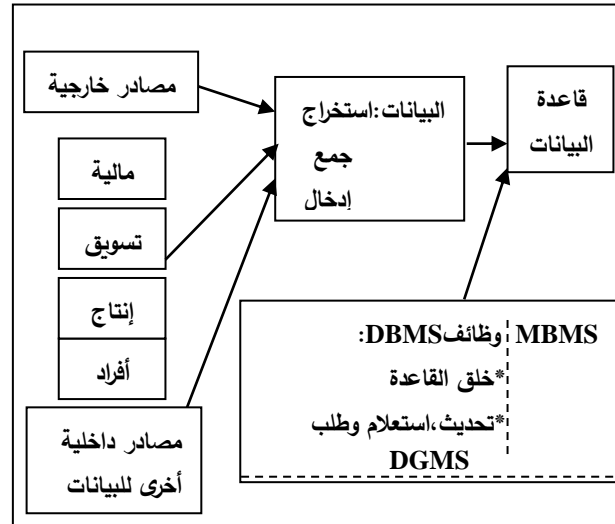 مصادر خارجية
مالية
تسويق
إنتاج
أفراد
مصادر داخلية
أخرى للبيانات
البيانات:استخراج
جمع
إدخال
قاعدة
البيانات
وظائفDBMS:
*خلق القاعدة
*تحديث،استعلام وطلب
MBMS
DGMS